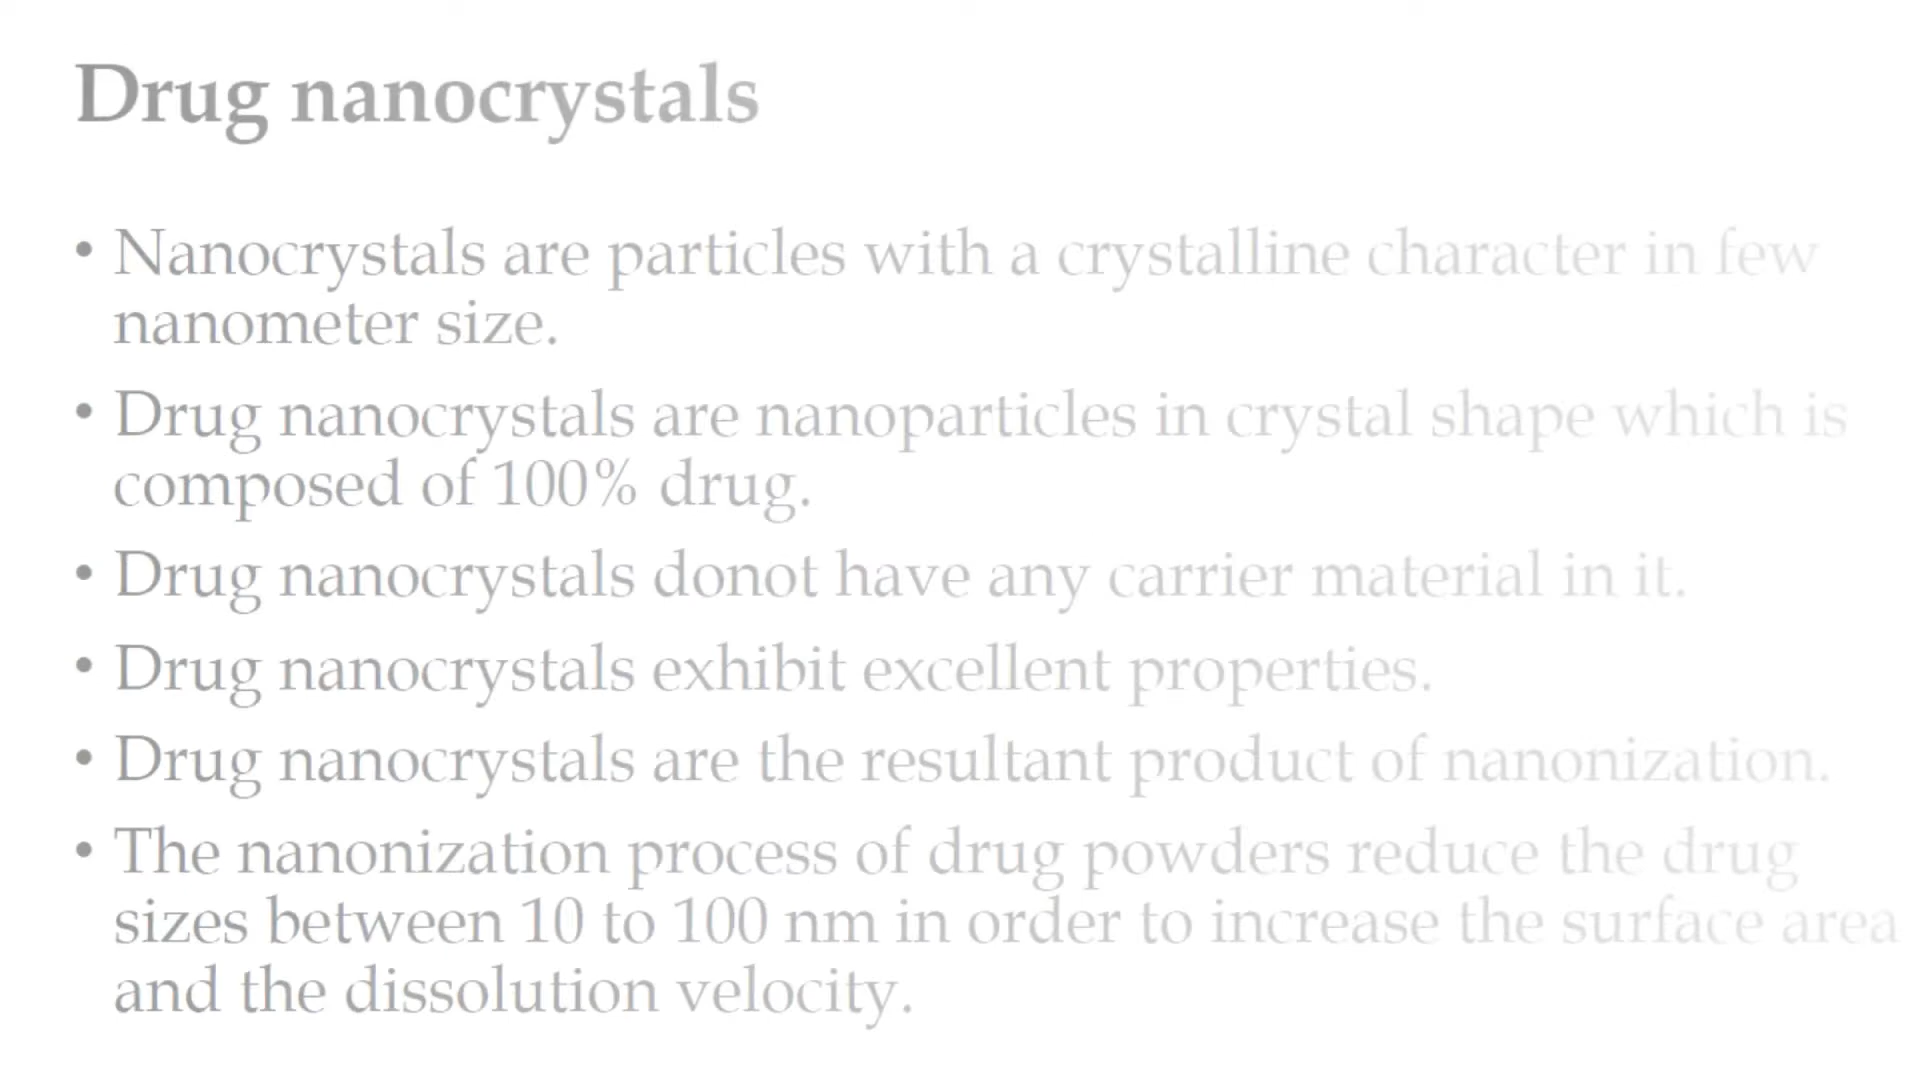 Drug nanocrystals
• Nanocrystals are particles with a crystalline character in few
nanometer size.
• Drug nanocrystals are nanoparticles in crystal shape which is
composed of 100% drug.
• Drug nanocrystals donot have any carrier material in it.
• Drug nanocrystals exhibit excellent properties.
• Drug nanocrystals are the resultant product of nanonization.
• The nanonization process of drug powders reduce the drug
sizes between 10 to 100 nm in order to increase the surface area
and the dissolution velocity.